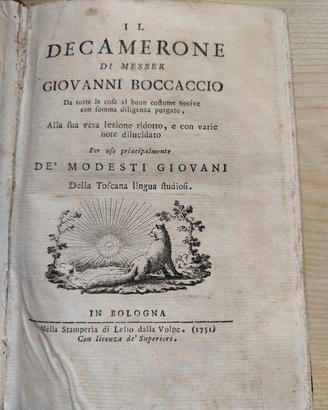 IL
DECAMERONE
DI MESSER
GIOVANNI BOCCACCIO
Da tutte le coſe al buon coſtume nocive
con ſomma diligenza purgato,
Alla ſua vera lezione ridotto, e con varie
note dilucidato
Per uſo principalmente
DE' MODESTI GIOVANI
Della Toſcana lingua ſtudioſi.
IN BOLOGNA
Nella Stamperìa di Lelio dalla Volpe. (1751)
Con licenza de' Superiori.